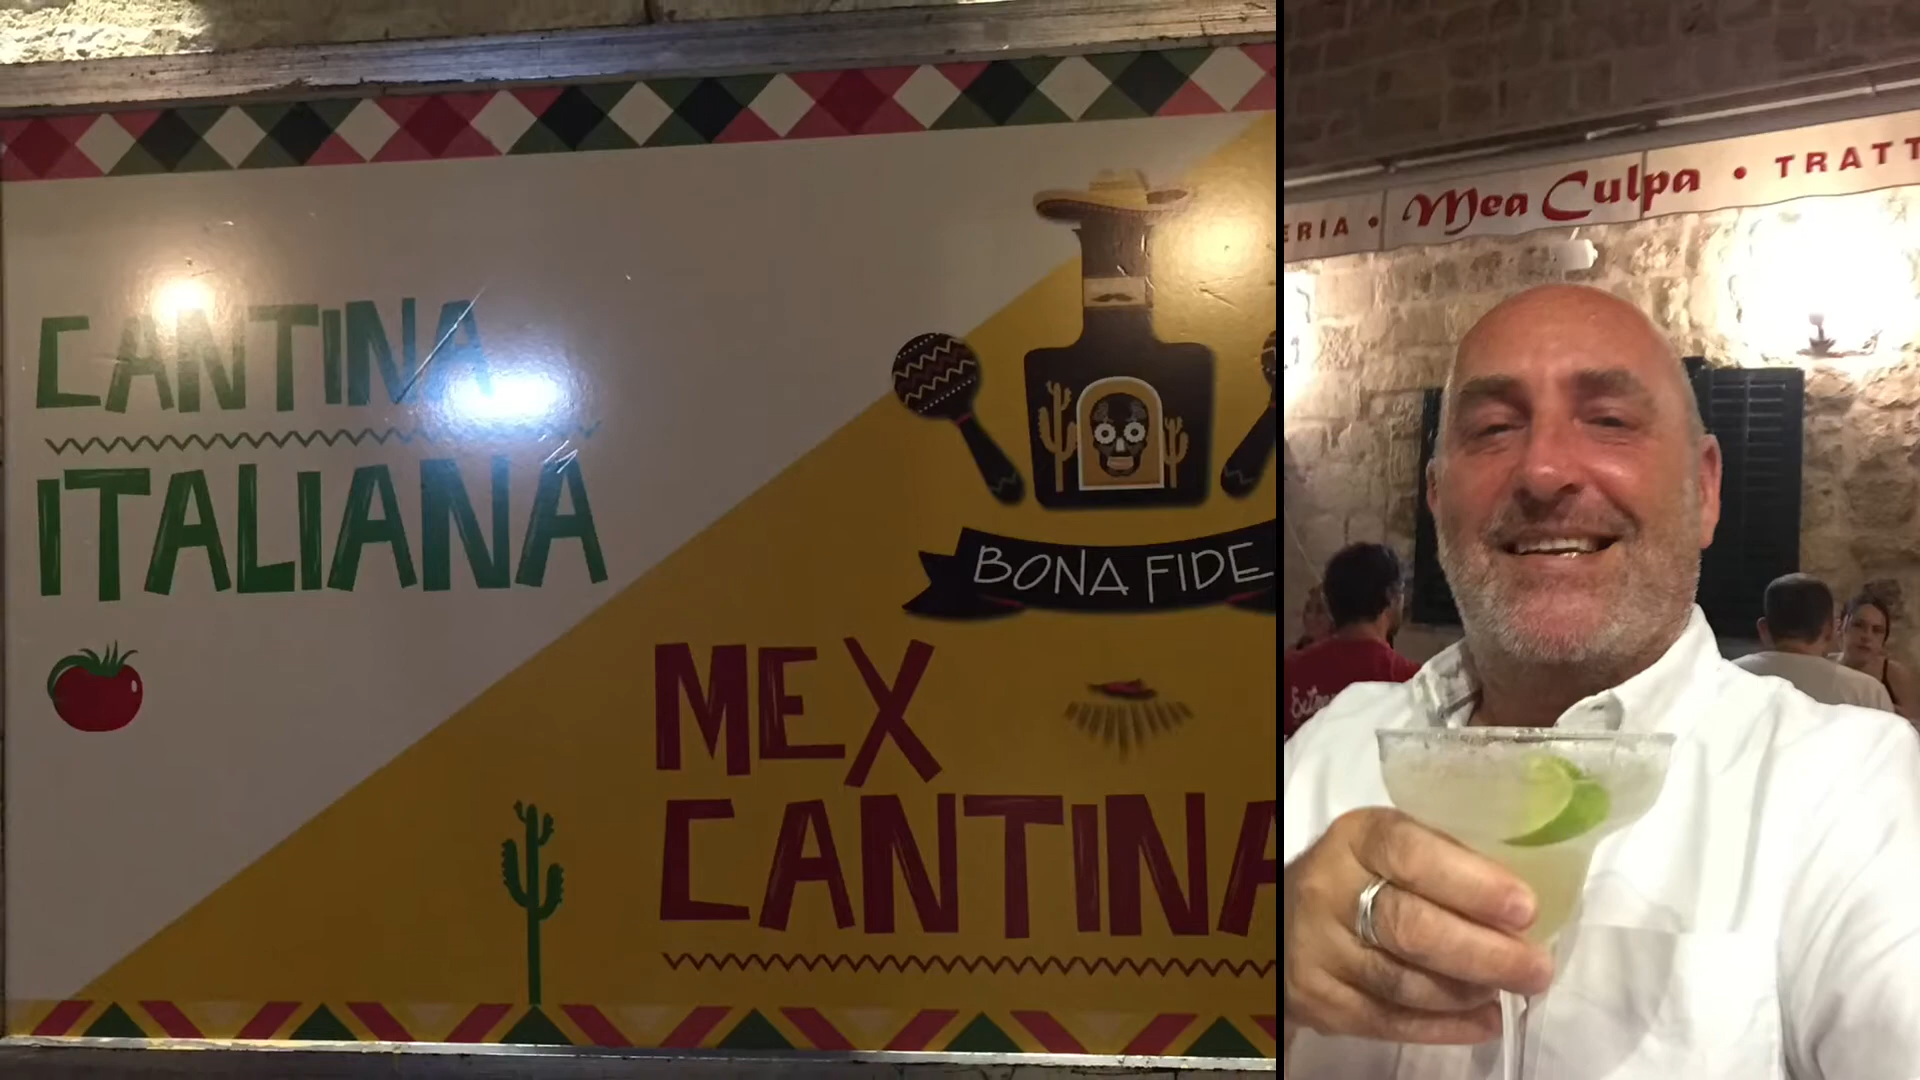 CANTINA
ITALIANA
BONA FIDE
MEX
CANTINA
ERIA • Mea Culpa • TRATT